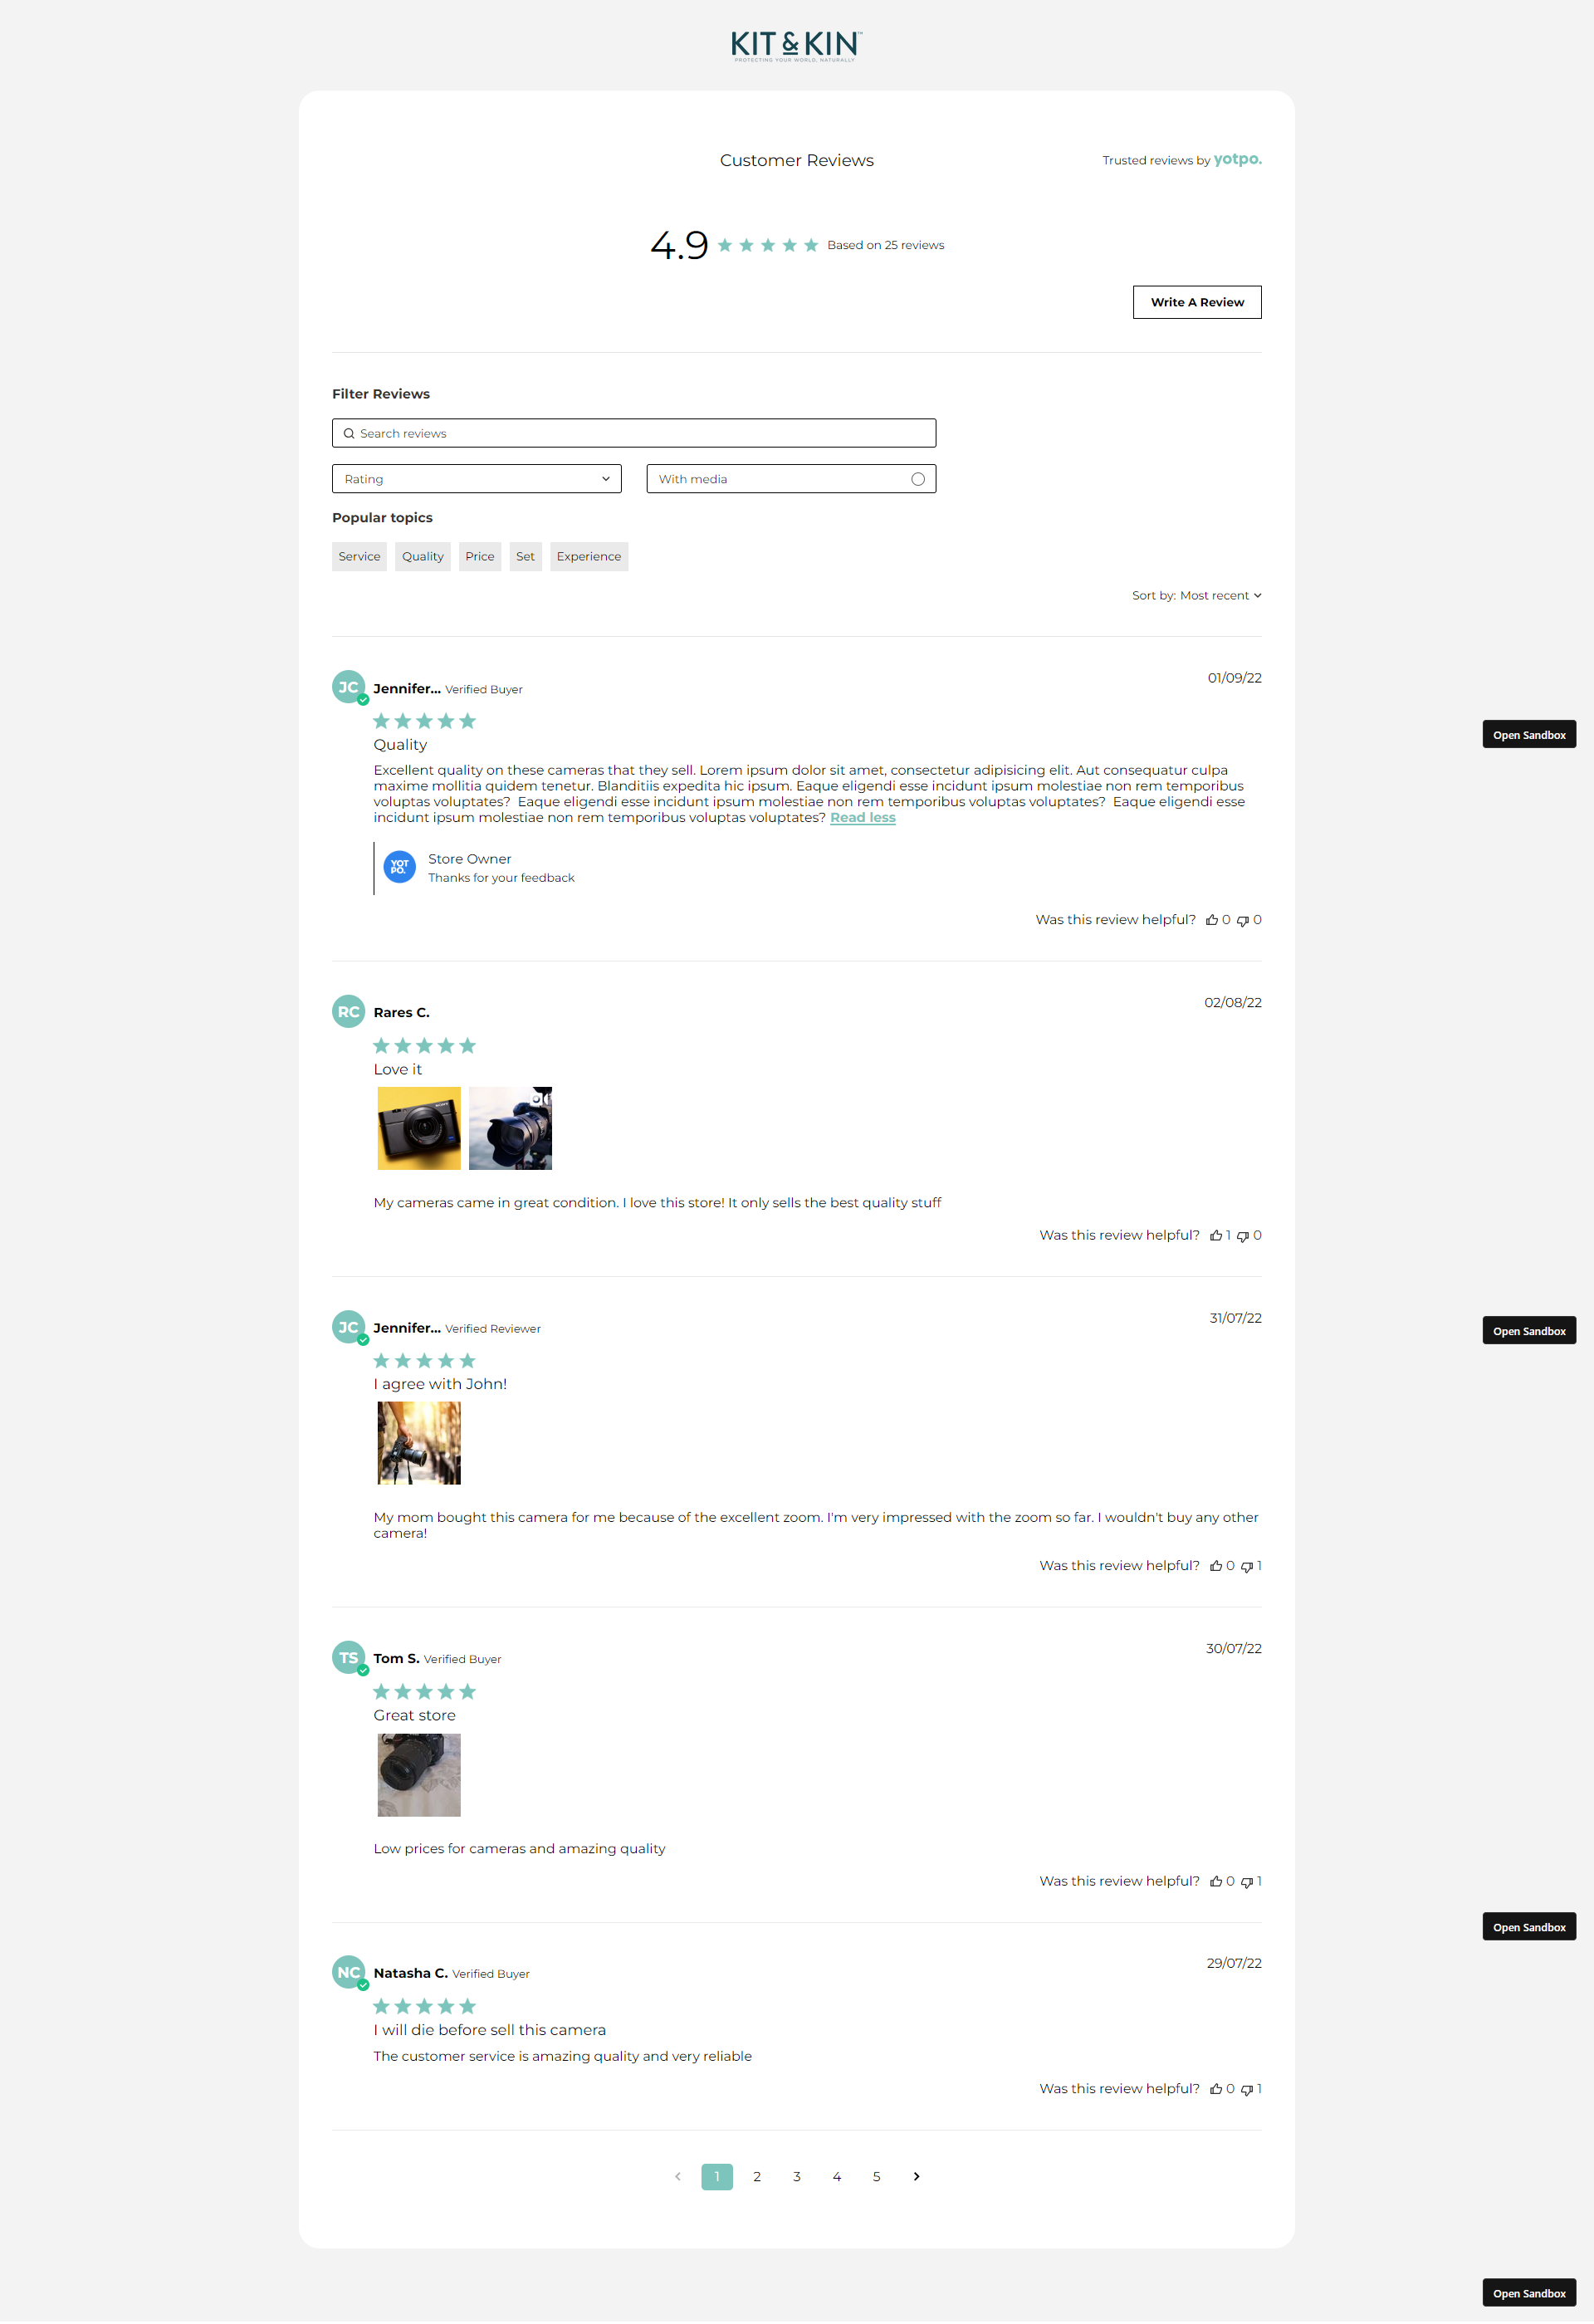 KIT & KIN™
PROTECTING YOUR WORLD, NATURALLY
Customer Reviews
Trusted reviews by yotpo.
4.9 Based on 25 reviews
Write A Review
Filter Reviews
Search reviews
Rating
With media
Popular topics
Service Quality Price Set Experience
Sort by: Most recent
JC Jennifer... Verified Buyer
01/09/22
Quality
Excellent quality on these cameras that they sell. Lorem ipsum dolor sit amet, consectetur adipisicing elit. Aut consequatur culpa
maxime mollitia quidem tenetur. Blanditiis expedita hic ipsum. Eaque eligendi esse incidunt ipsum molestiae non rem temporibus
voluptas voluptates?  Eaque eligendi esse incidunt ipsum molestiae non rem temporibus voluptas voluptates?  Eaque eligendi esse
incidunt ipsum molestiae non rem temporibus voluptas voluptates? Read less
YOT
PO.
Store Owner
Thanks for your feedback
Was this review helpful? 0 0
Open Sandbox
RC Rares C.
02/08/22
Love it
SONY
My cameras came in great condition. I love this store! It only sells the best quality stuff
Was this review helpful? 1 0
JC Jennifer... Verified Reviewer
31/07/22
Open Sandbox
I agree with John!
My mom bought this camera for me because of the excellent zoom. I'm very impressed with the zoom so far. I wouldn't buy any other
camera!
Was this review helpful? 0 1
TS Tom S. Verified Buyer
30/07/22
Great store
Low prices for cameras and amazing quality
Was this review helpful? 0 1
Open Sandbox
NC Natasha C. Verified Buyer
29/07/22
I will die before sell this camera
The customer service is amazing quality and very reliable
Was this review helpful? 0 1
1 2 3 4 5
Open Sandbox